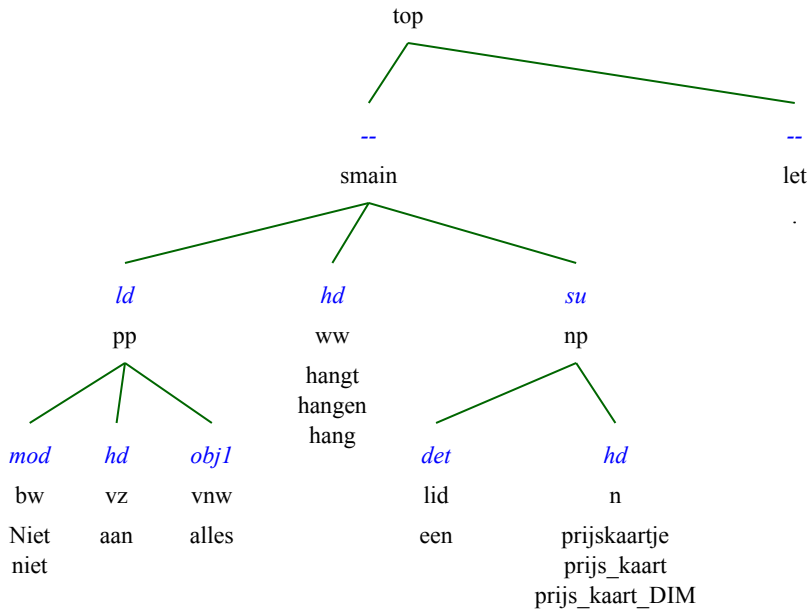 top
-- --
smain let
.
ld hd su
pp ww np
hangt
hangen
hang
mod hd obj1 det hd
bw vz vnw lid n
Niet aan alles een prijskaartje
niet prijs_kaart
prijs_kaart_DIM